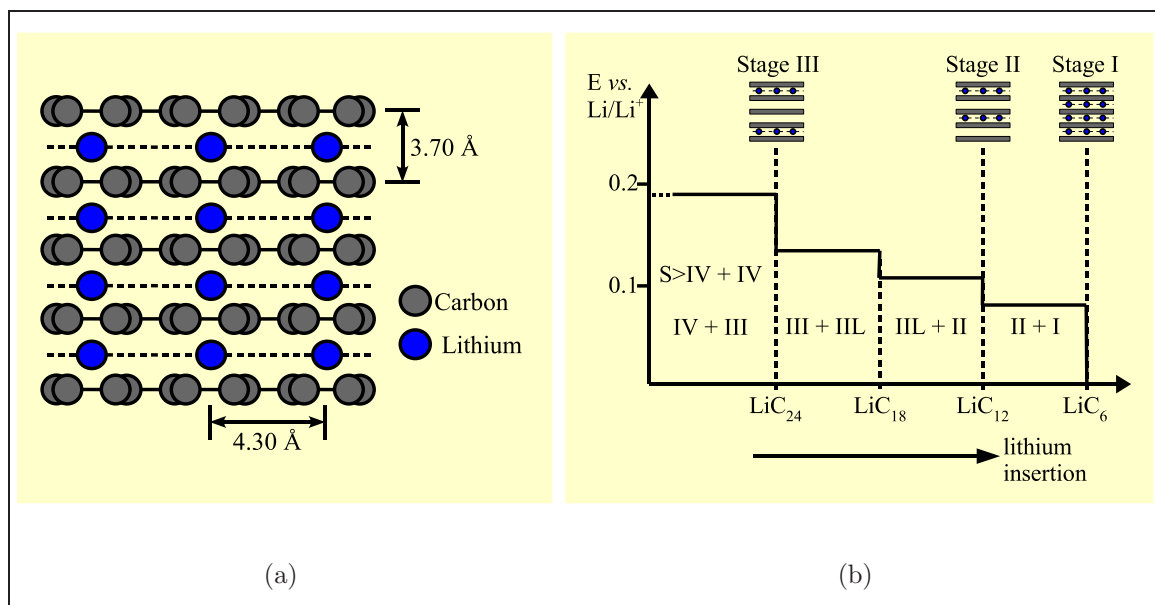 3.70 Å
Carbon
Lithium
4.30 Å
(a)
Stage III
Stage II
Stage I
E vs.
Li/Li⁺
0.2
0.1
S>IV + IV
IV + III
III + IIL
IIL + II
II + I
LiC₂₄
LiC₁₈
LiC₁₂
LiC₆
lithium
insertion
(b)